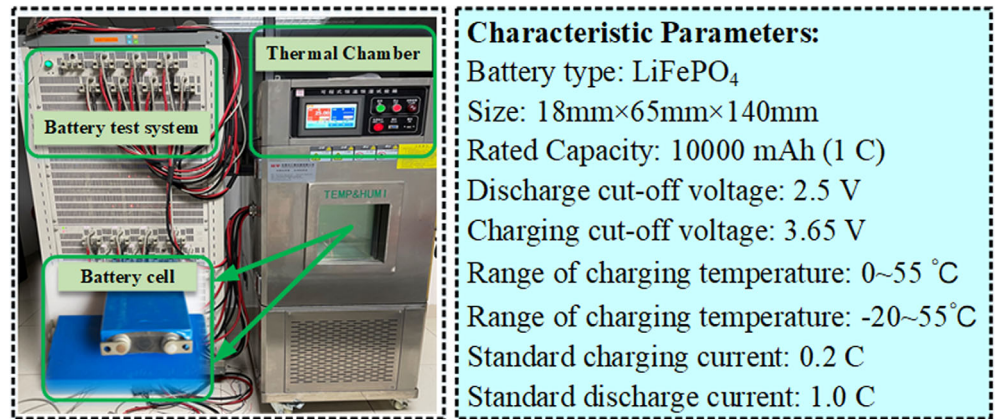 Thermal Chamber
Battery test system
TEMP&HUMI
Battery cell
Characteristic Parameters:
Battery type: LiFePO₄
Size: 18mm×65mm×140mm
Rated Capacity: 10000 mAh (1 C)
Discharge cut-off voltage: 2.5 V
Charging cut-off voltage: 3.65 V
Range of charging temperature: 0~55 ℃
Range of charging temperature: -20~55℃
Standard charging current: 0.2 C
Standard discharge current: 1.0 C